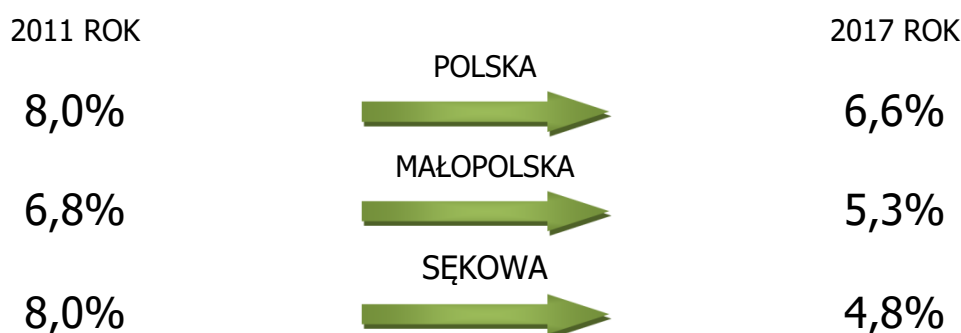 2011 ROK 2017 ROK
POLSKA
8,0% 6,6%
MAŁOPOLSKA
6,8% 5,3%
SĘKOWA
8,0% 4,8%